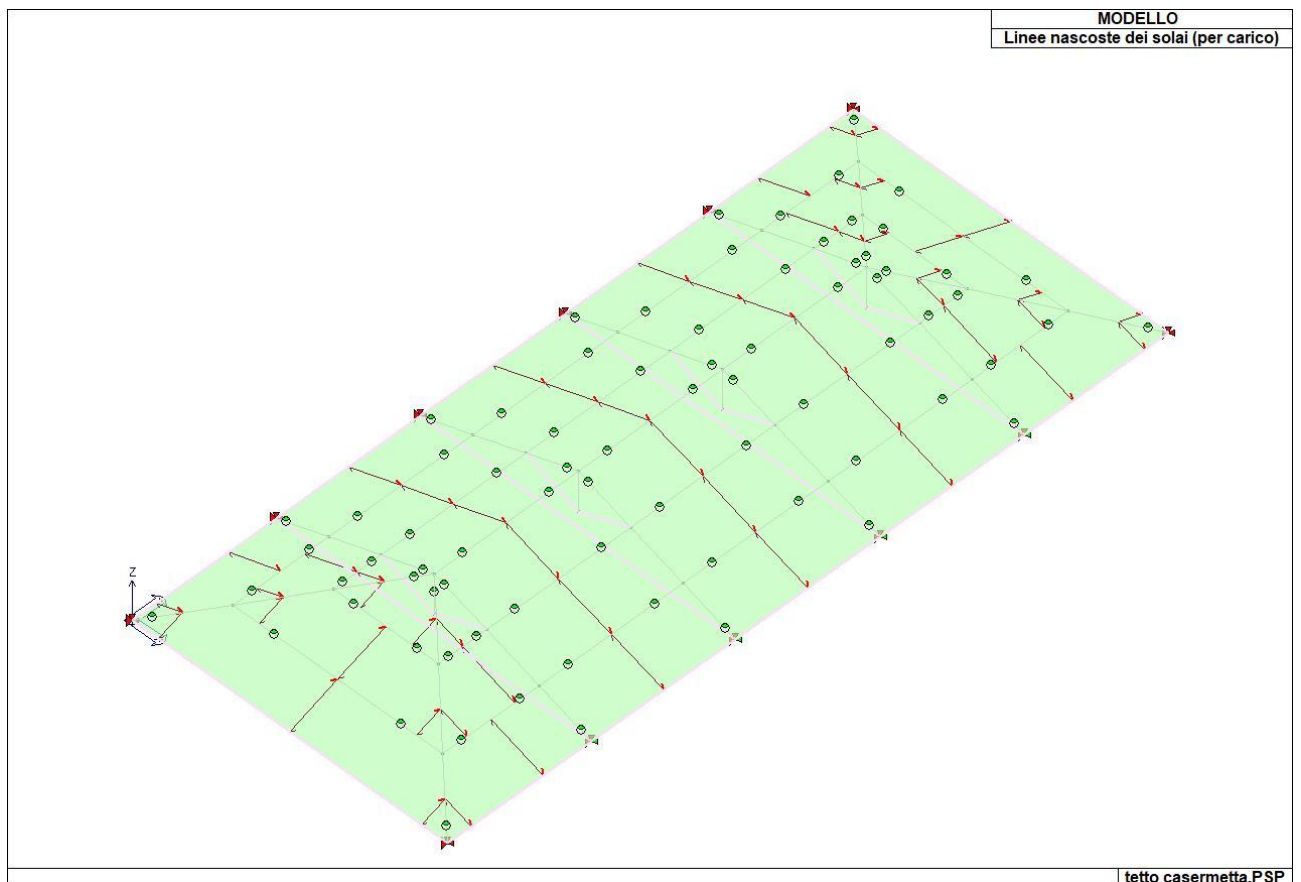 MODELLO
Linee nascoste dei solai (per carico)
Z
tetto casermetta.PSP